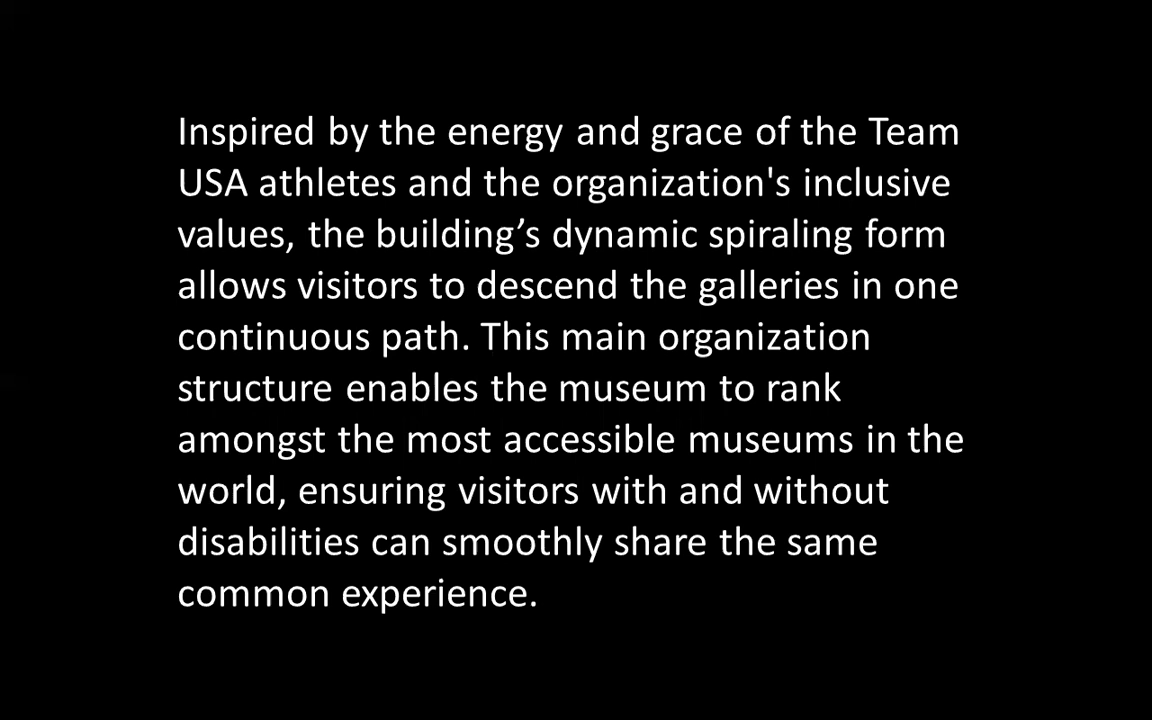 Inspired by the energy and grace of the Team
USA athletes and the organization's inclusive
values, the building’s dynamic spiraling form
allows visitors to descend the galleries in one
continuous path. This main organization
structure enables the museum to rank
amongst the most accessible museums in the
world, ensuring visitors with and without
disabilities can smoothly share the same
common experience.